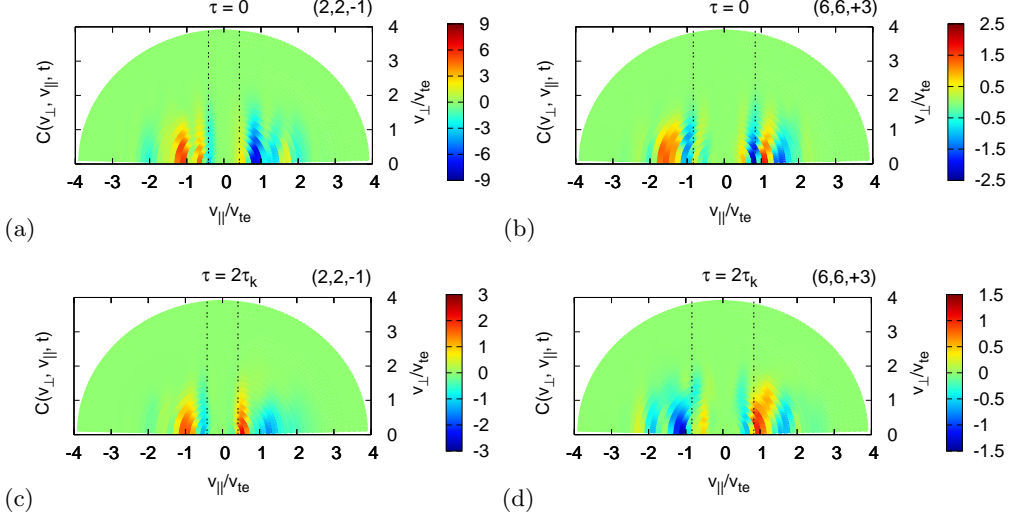 τ = 0 (2,2,-1)
C(v⊥, v||, t)
v⊥/vte
4
3
2
1
0
-4 -3 -2 -1 0 1 2 3 4
v||/vte
9
6
3
0
-3
-6
-9
(a)
τ = 0 (6,6,+3)
C(v⊥, v||, t)
v⊥/vte
4
3
2
1
0
-4 -3 -2 -1 0 1 2 3 4
v||/vte
2.5
1.5
0.5
-0.5
-1.5
-2.5
(b)
τ = 2τk (2,2,-1)
C(v⊥, v||, t)
v⊥/vte
4
3
2
1
0
-4 -3 -2 -1 0 1 2 3 4
v||/vte
3
2
1
0
-1
-2
-3
(c)
τ = 2τk (6,6,+3)
C(v⊥, v||, t)
v⊥/vte
4
3
2
1
0
-4 -3 -2 -1 0 1 2 3 4
v||/vte
1.5
1
0.5
0
-0.5
-1
-1.5
(d)